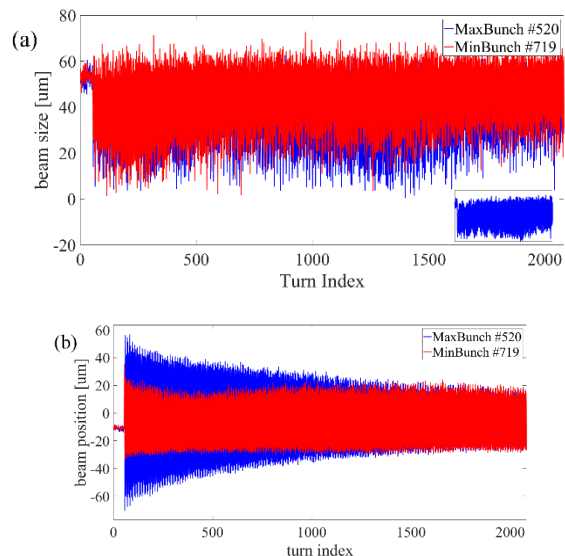 (a)
80
60
40
20
0
-20
beam size [um]
MaxBunch #520
MinBunch #719
0 500 1000 1500 2000
Turn Index
(b)
60
40
20
0
-20
-40
-60
beam position [um]
MaxBunch #520
MinBunch #719
0 500 1000 1500 2000
turn index